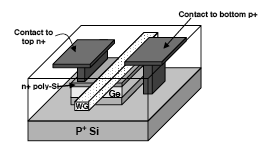 Contact to bottom p+
Contact to
top n+
n+ poly-Si
Ge
WG
P+ Si